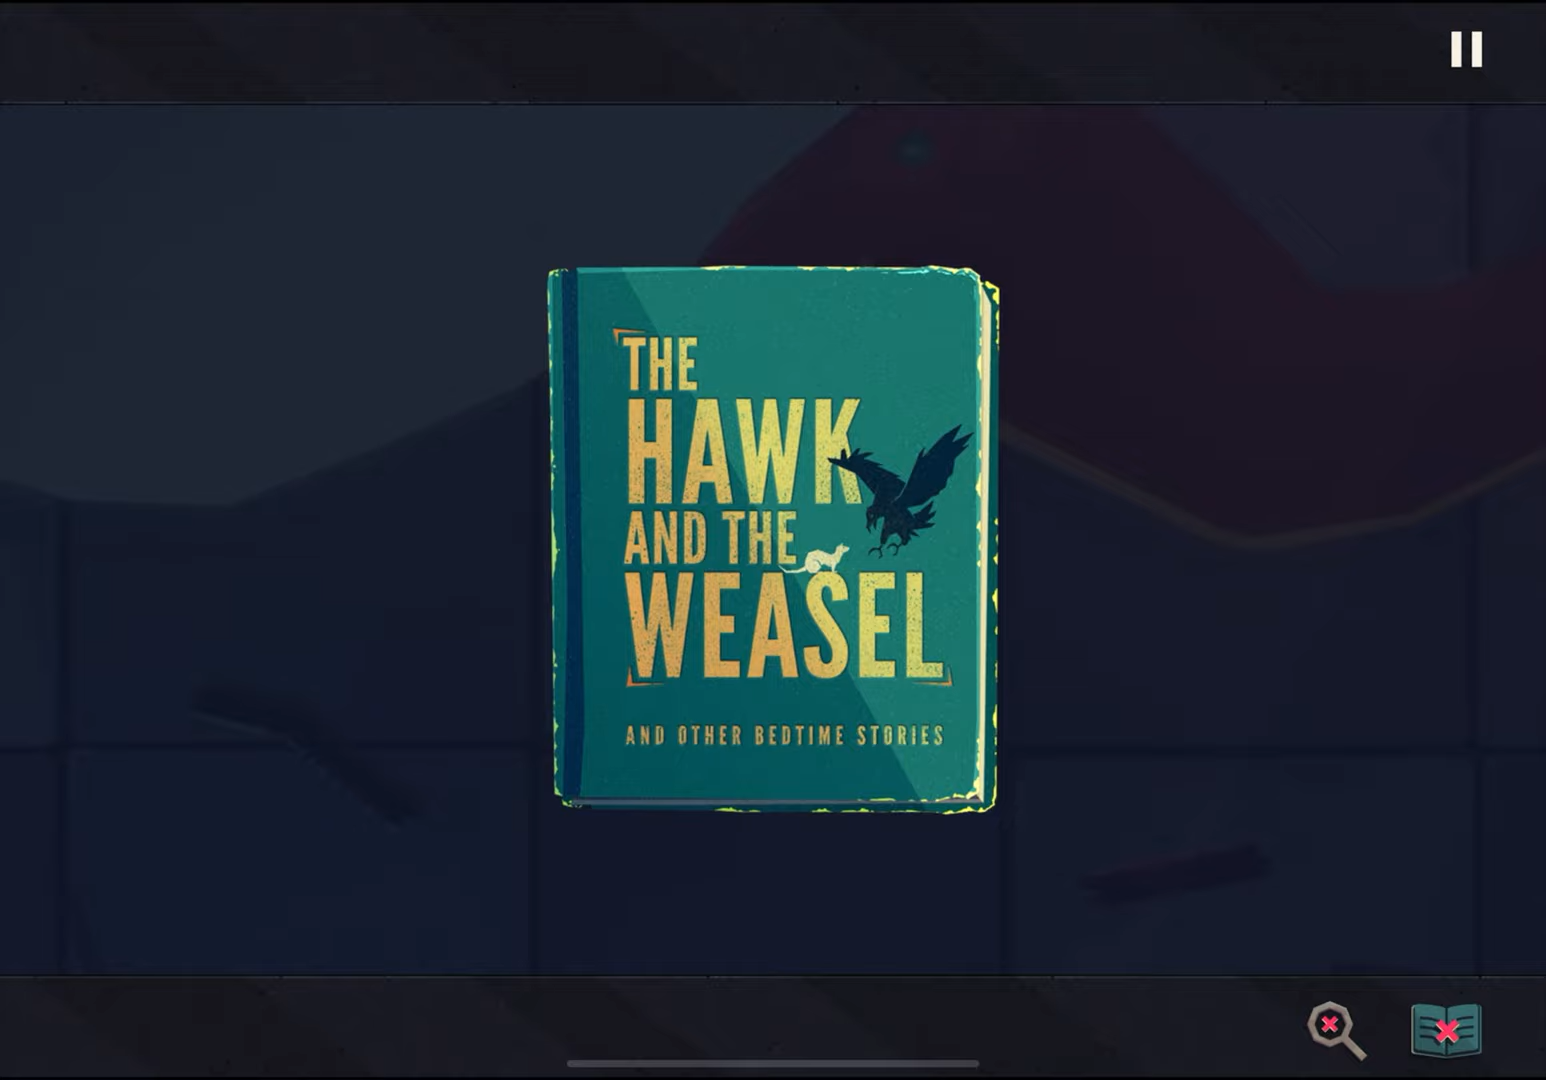 THE
HAWK
AND THE
WEASEL
AND OTHER BEDTIME STORIES